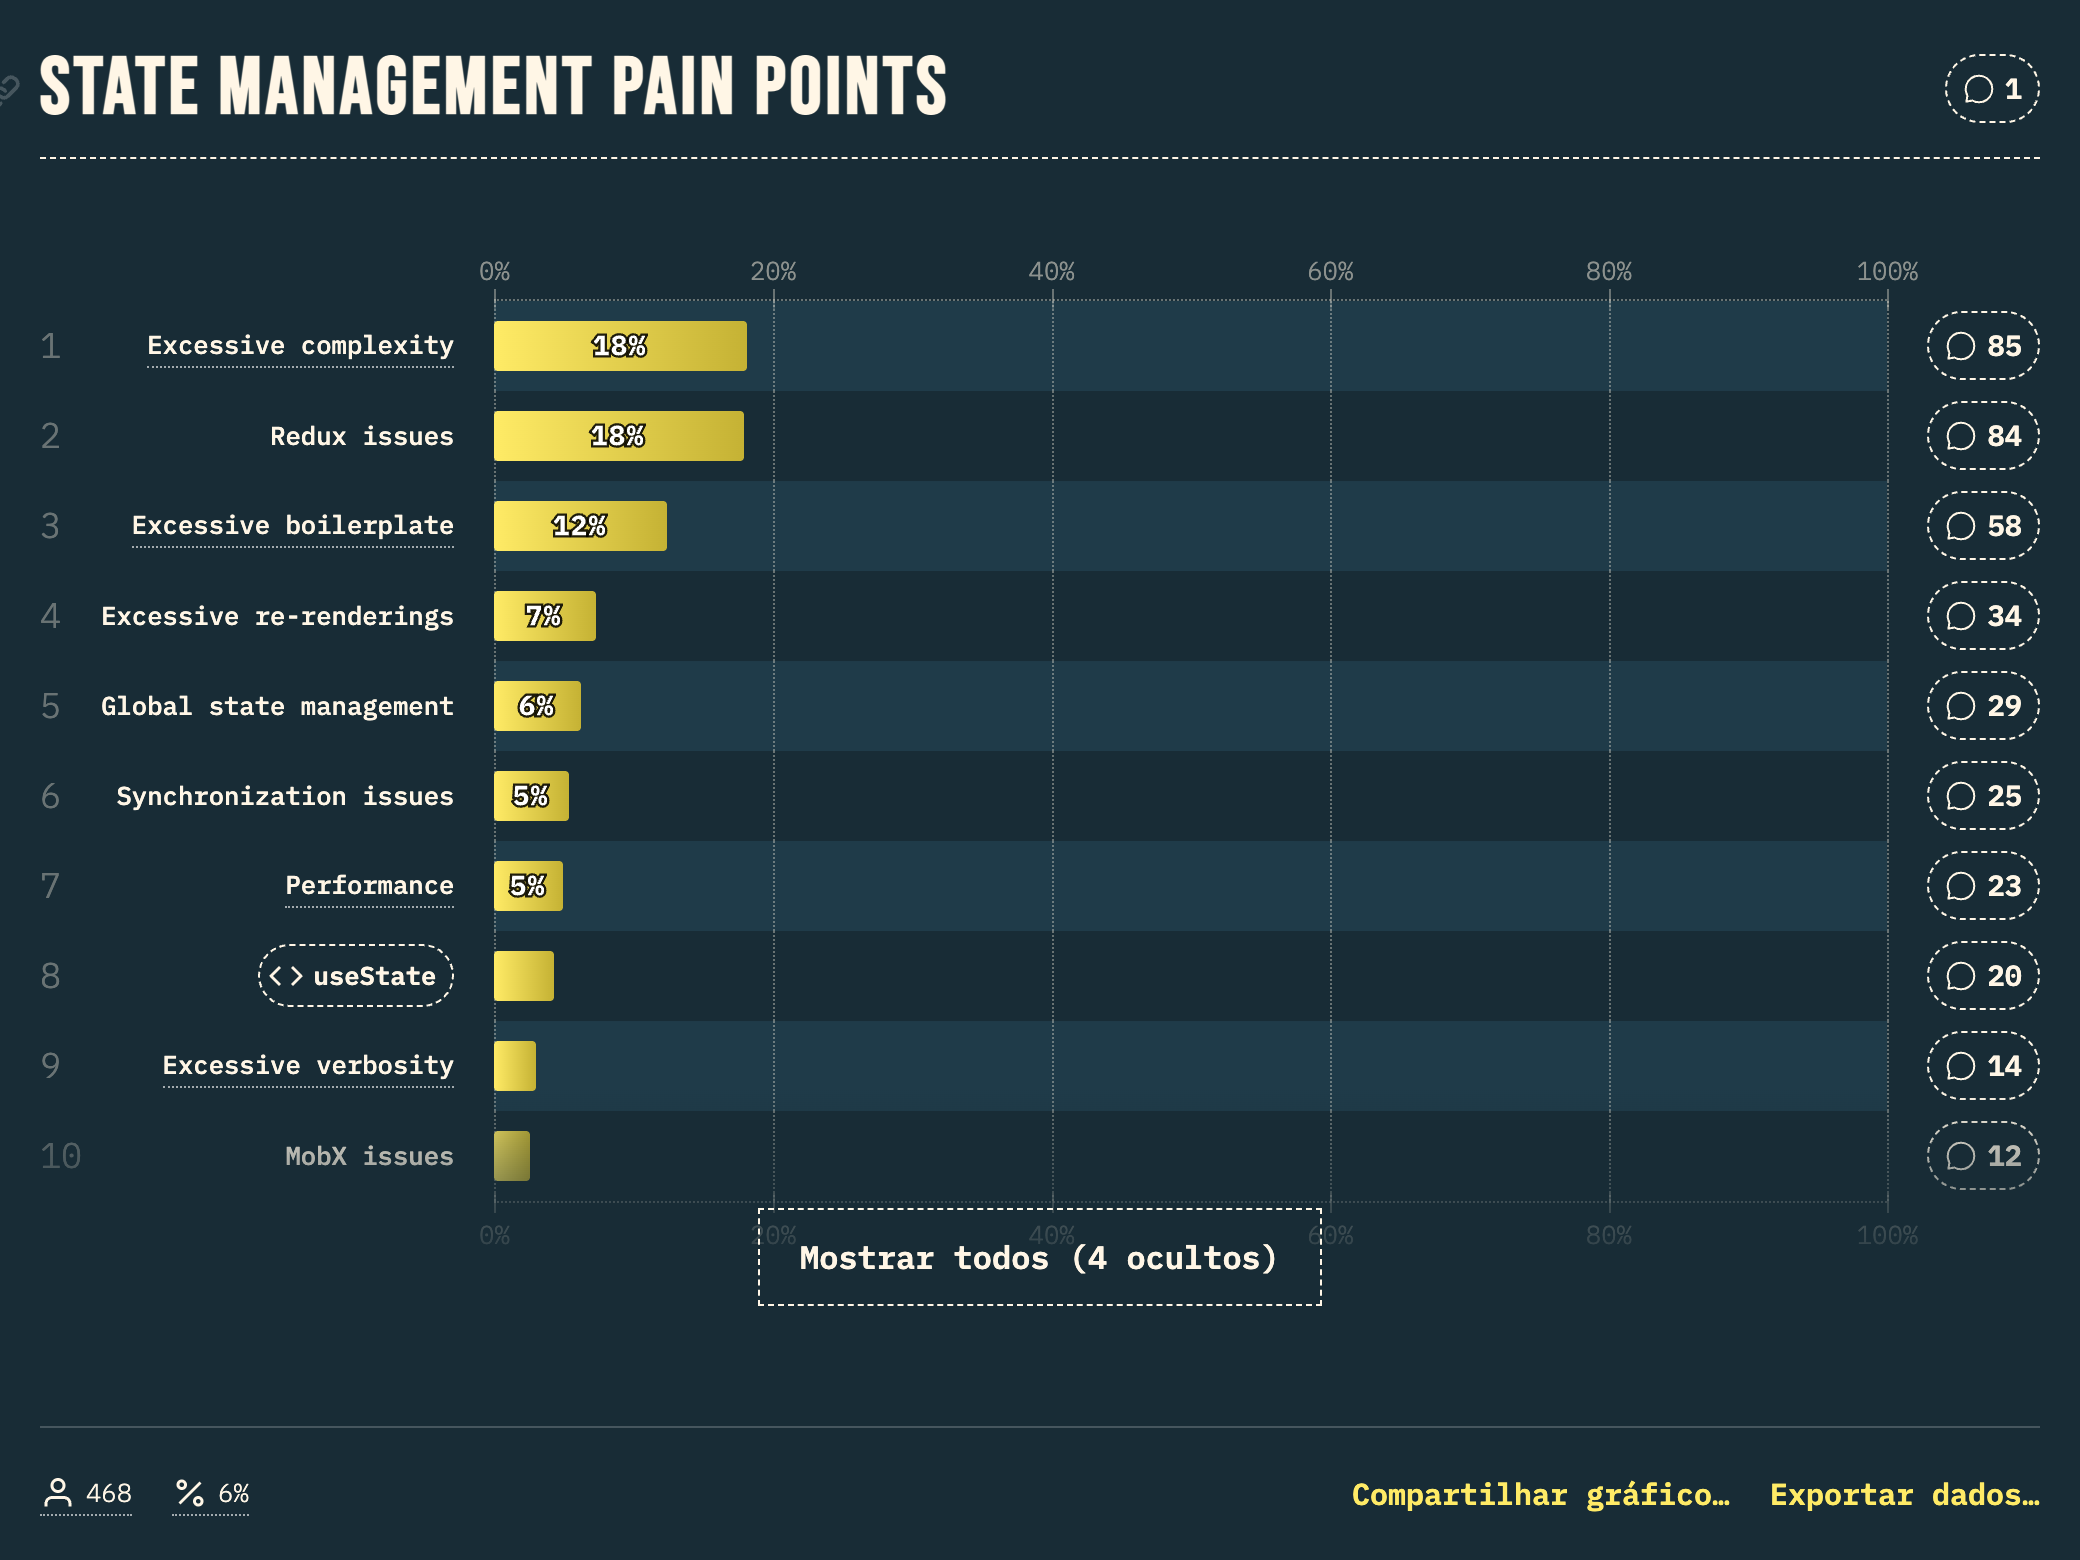 STATE MANAGEMENT PAIN POINTS
1
0% 20% 40% 60% 80% 100%
1 Excessive complexity 18% 85
2 Redux issues 18% 84
3 Excessive boilerplate 12% 58
4 Excessive re-renderings 7% 34
5 Global state management 6% 29
6 Synchronization issues 5% 25
7 Performance 5% 23
8 <> useState 20
9 Excessive verbosity 14
10 MobX issues 12
0% 20% 40% 60% 80% 100%
Mostrar todos (4 ocultos)
468 % 6%
Compartilhar gráfico… Exportar dados…